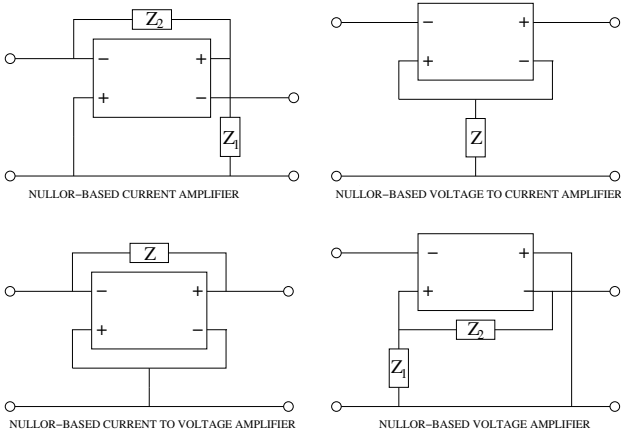 Z2
− +
+ −
Z1
NULLOR−BASED CURRENT AMPLIFIER
− +
+ −
Z
NULLOR−BASED VOLTAGE TO CURRENT AMPLIFIER
Z
− +
+ −
NULLOR−BASED CURRENT TO VOLTAGE AMPLIFIER
− +
+ −
Z2
Z1
NULLOR−BASED VOLTAGE AMPLIFIER